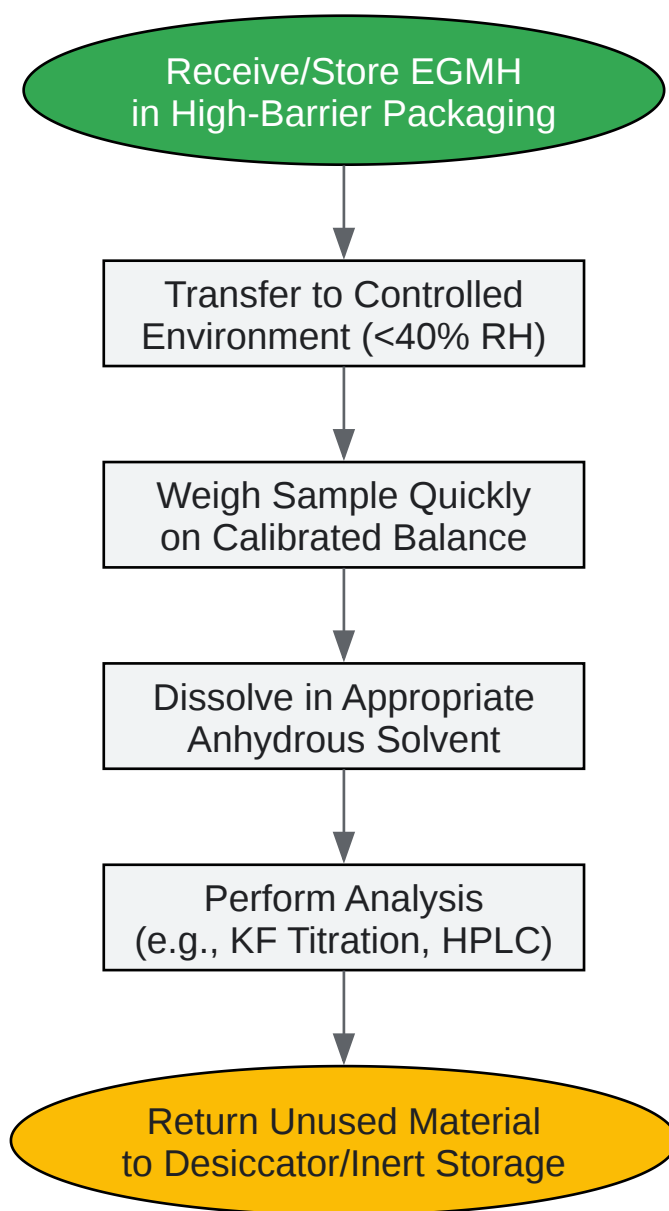 Receive/Store EGMH
in High-Barrier Packaging
Transfer to Controlled
Environment (<40% RH)
Weigh Sample Quickly
on Calibrated Balance
Dissolve in Appropriate
Anhydrous Solvent
Perform Analysis
(e.g., KF Titration, HPLC)
Return Unused Material
to Desiccator/Inert Storage